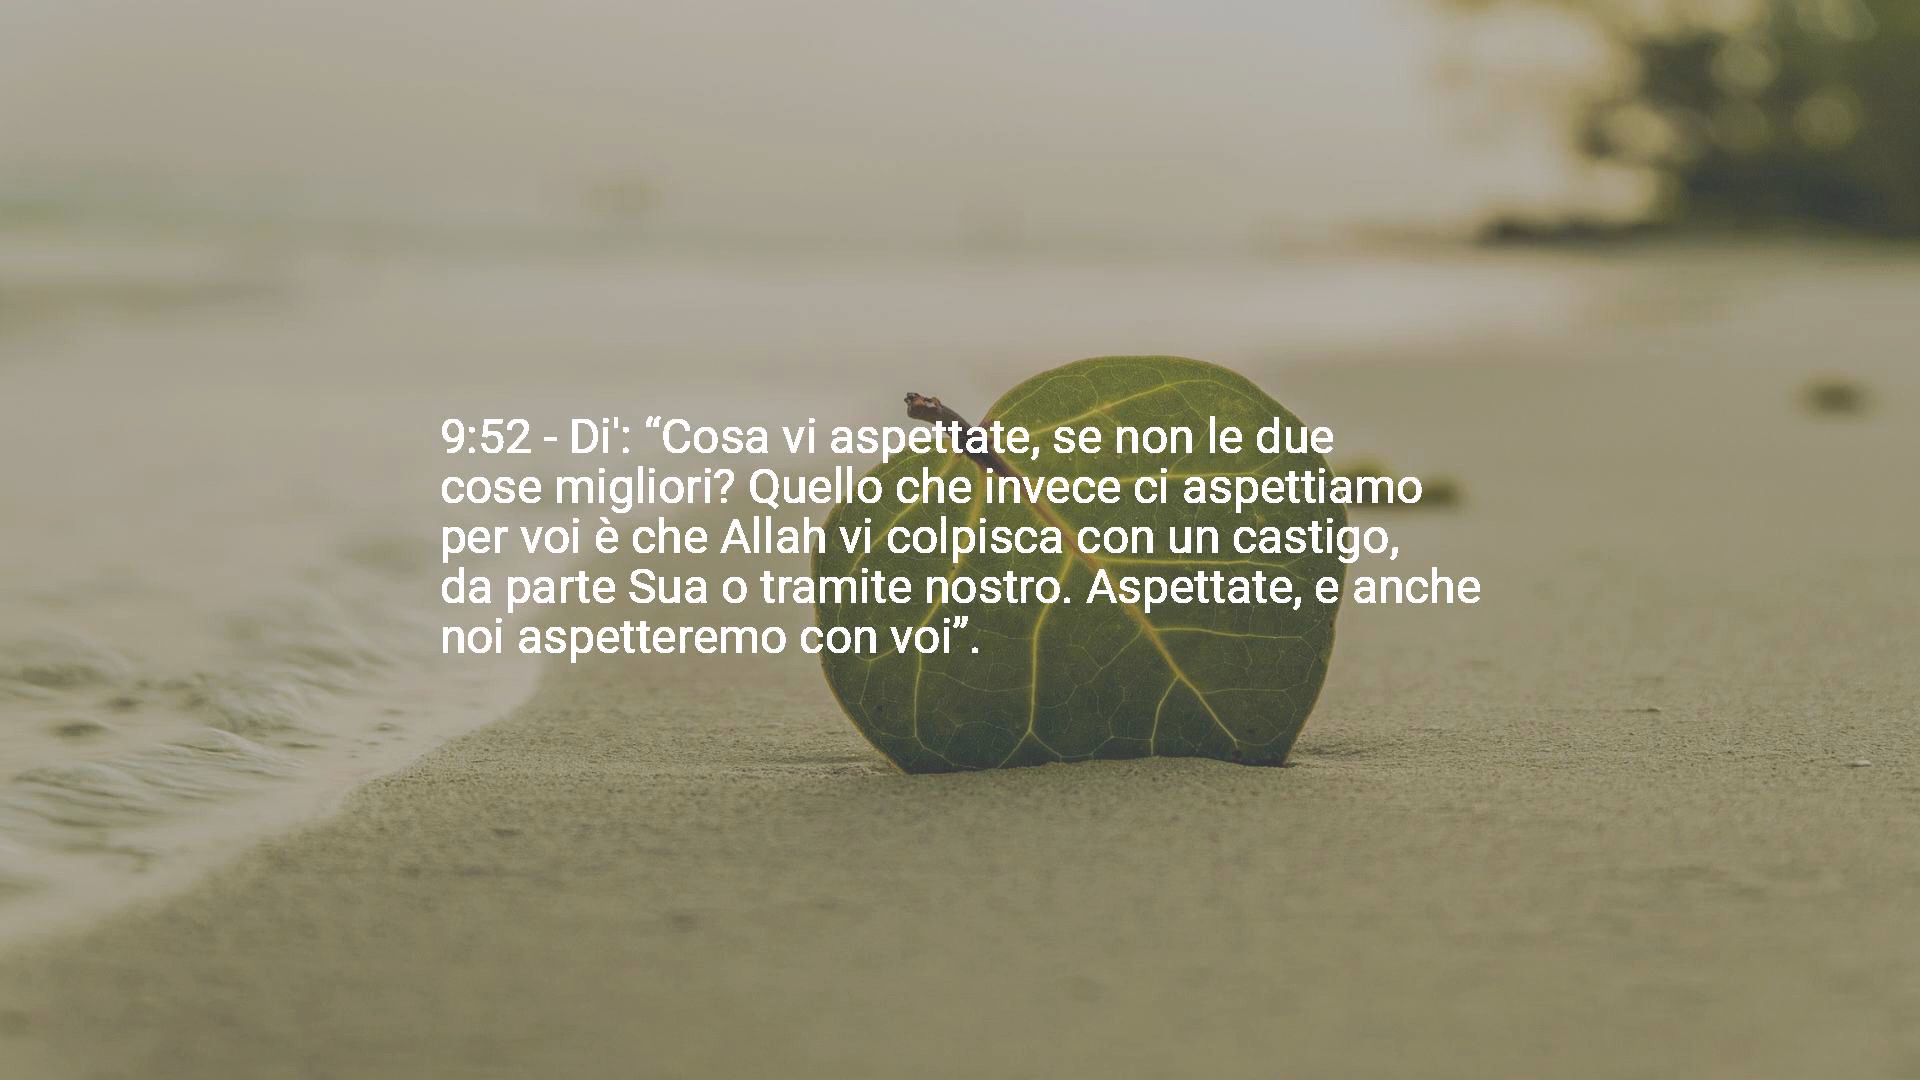 9:52 - Di': “Cosa vi aspettate, se non le due
cose migliori? Quello che invece ci aspettiamo
per voi è che Allah vi colpisca con un castigo,
da parte Sua o tramite nostro. Aspettate, e anche
noi aspetteremo con voi”.